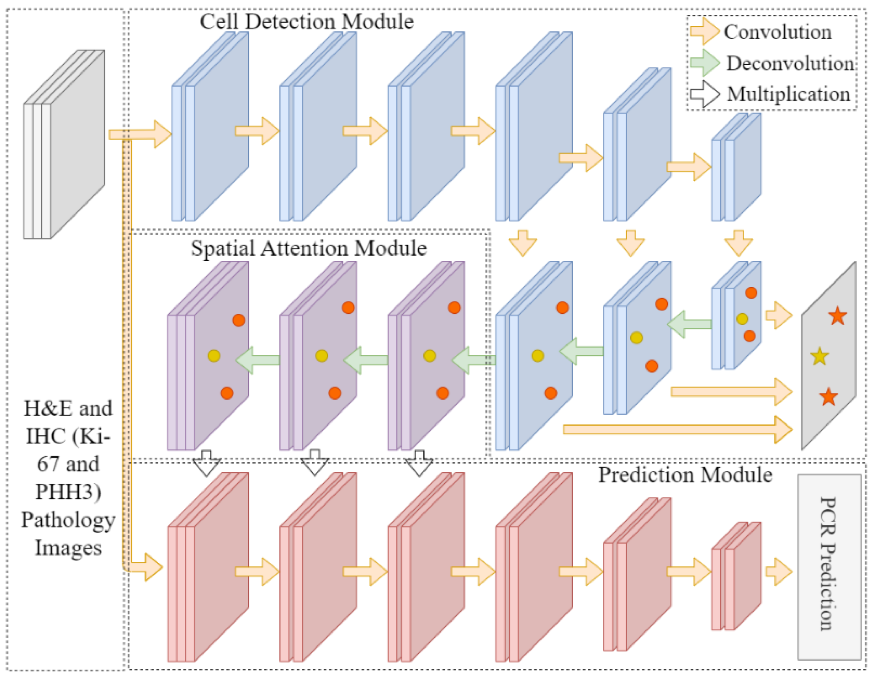 Cell Detection Module
Convolution
Deconvolution
Multiplication
Spatial Attention Module
H&E and
IHC (Ki-
67 and
PHH3)
Pathology
Images
Prediction Module
PCR Prediction